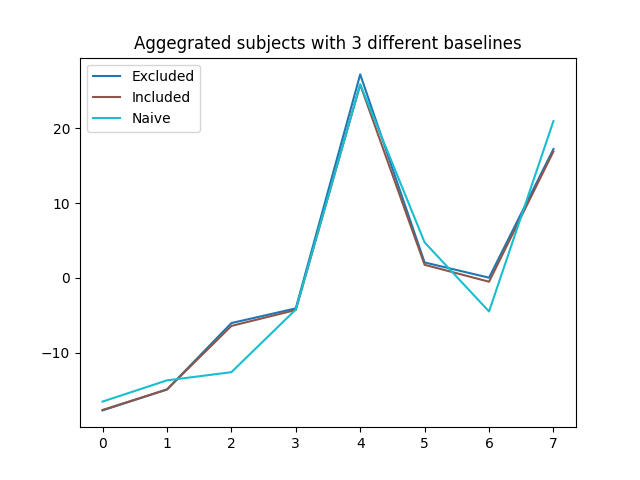 Aggegrated subjects with 3 different baselines
Excluded
Included
Naive
20
10
0
−10
0 1 2 3 4 5 6 7